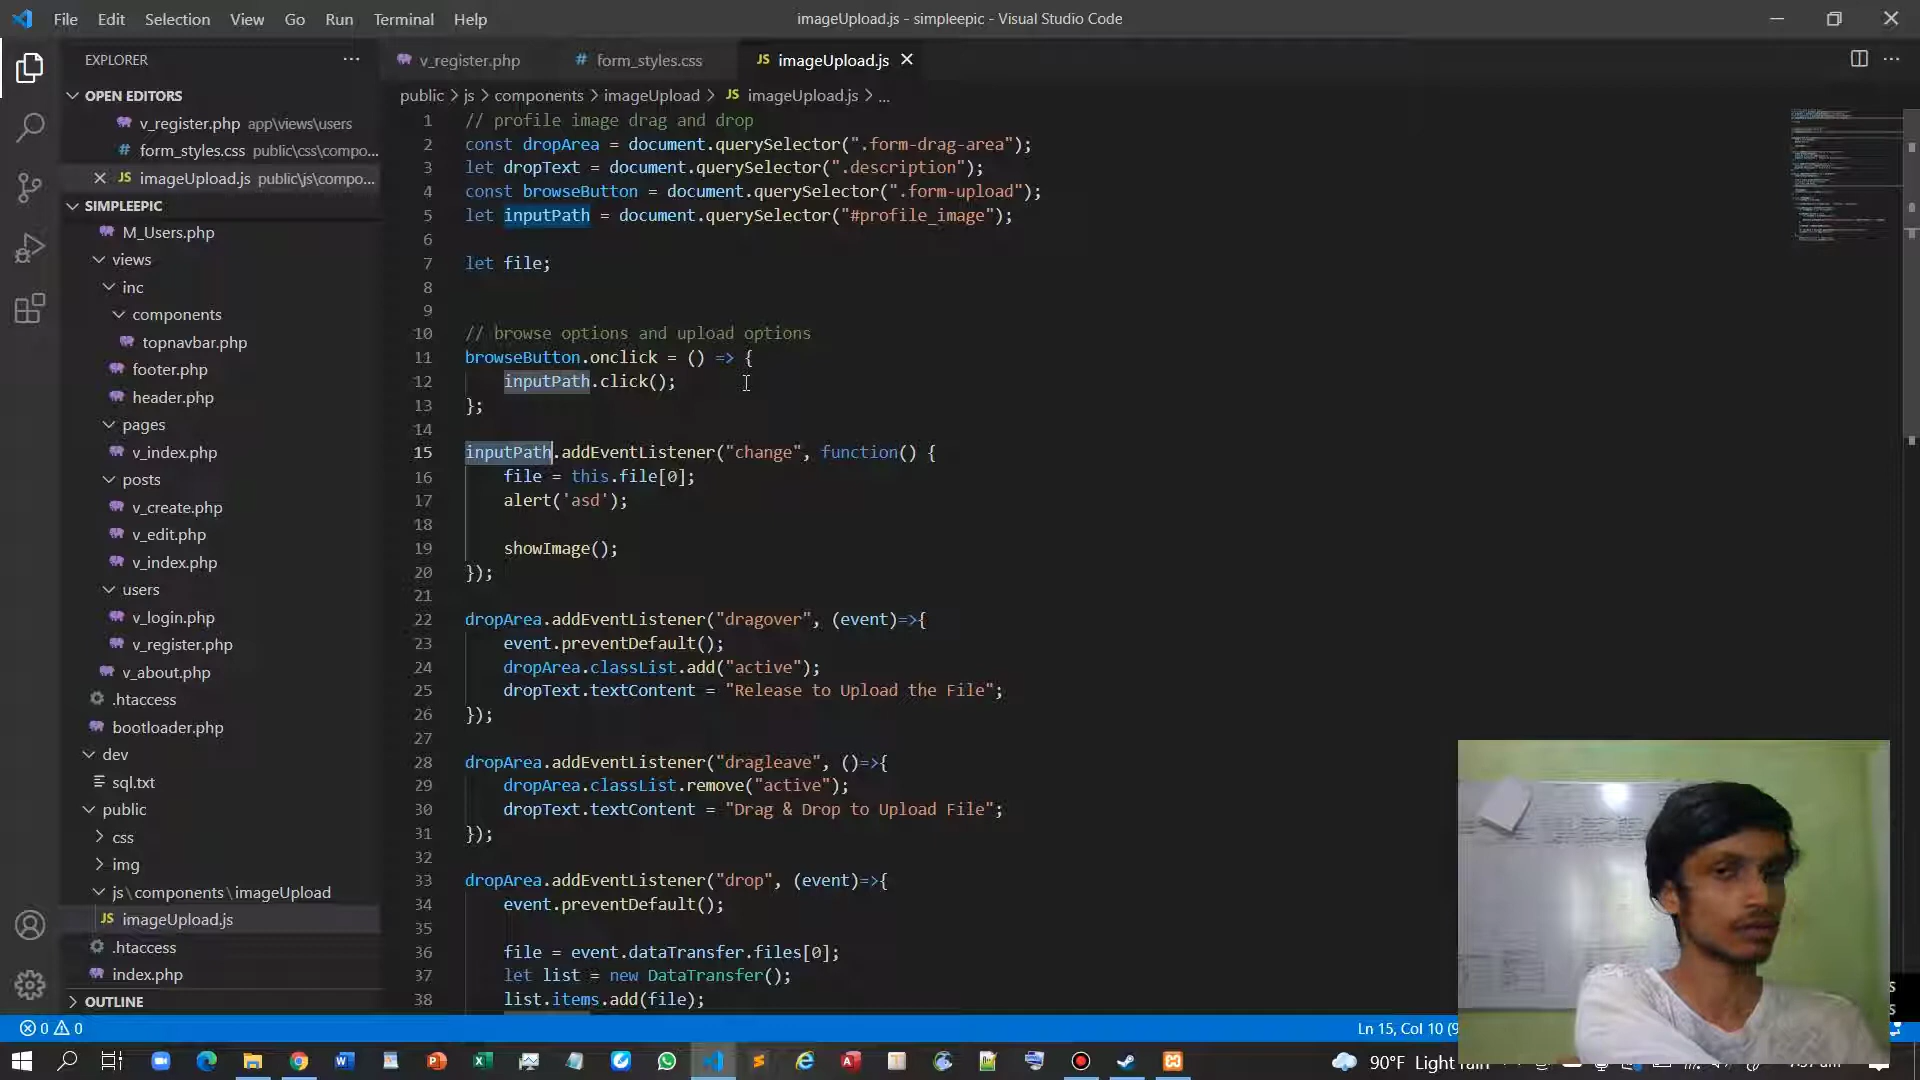 File Edit Selection View Go Run Terminal Help
imageUpload.js - simpleepic - Visual Studio Code
EXPLORER
OPEN EDITORS
v_register.php app\views\users
form_styles.css public\css\compo...
imageUpload.js public\js\compo...
SIMPLEEPIC
M_Users.php
views
inc
components
topnavbar.php
footer.php
header.php
pages
v_index.php
posts
v_create.php
v_edit.php
v_index.php
users
v_login.php
v_register.php
v_about.php
.htaccess
bootloader.php
dev
sql.txt
public
css
img
js\components\imageUpload
JS imageUpload.js
.htaccess
index.php
OUTLINE
v_register.php
# form_styles.css
JS imageUpload.js
public > js > components > imageUpload > JS imageUpload.js > ...
1 // profile image drag and drop
2 const dropArea = document.querySelector(".form-drag-area");
3 let dropText = document.querySelector(".description");
4 const browseButton = document.querySelector(".form-upload");
5 let inputPath = document.querySelector("#profile_image");
6
7 let file;
8
9
10 // browse options and upload options
11 browseButton.onclick = () => {
12 inputPath.click();
13 };
14
15 inputPath.addEventListener("change", function() {
16 file = this.file[0];
17 alert('asd');
18
19 showImage();
20 });
21
22 dropArea.addEventListener("dragover", (event)=>{
23 event.preventDefault();
24 dropArea.classList.add("active");
25 dropText.textContent = "Release to Upload the File";
26 });
27
28 dropArea.addEventListener("dragleave", ()=>{
29 dropArea.classList.remove("active");
30 dropText.textContent = "Drag & Drop to Upload File";
31 });
32
33 dropArea.addEventListener("drop", (event)=>{
34 event.preventDefault();
35
36 file = event.dataTransfer.files[0];
37 let list = new DataTransfer();
38 list.items.add(file);
0 0
Ln 15, Col 10
90°F Light rain